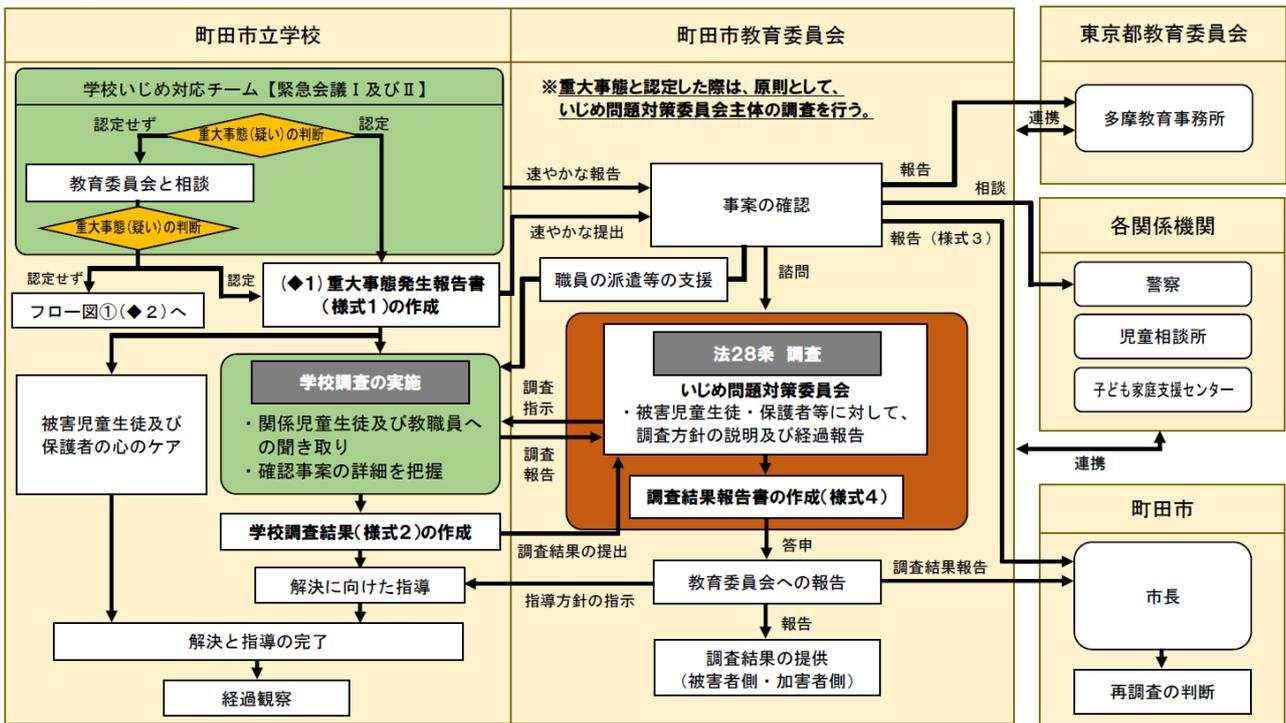 町田市立学校
学校いじめ対応チーム【緊急会議Ⅰ及びⅡ】
認定せず
重大事態(疑い)の判断
認定
教育委員会と相談
重大事態(疑い)の判断
認定せず
認定
フロー図①(◆2)へ
(◆1)重大事態発生報告書
(様式1)の作成
被害児童生徒及び
保護者の心のケア
学校調査の実施
・関係児童生徒及び教職員へ
の聞き取り
・確認事案の詳細を把握
学校調査結果(様式2)の作成
解決に向けた指導
解決と指導の完了
経過観察
町田市教育委員会
※重大事態と認定した際は、原則として、
いじめ問題対策委員会主体の調査を行う。
速やかな報告
速やかな提出
事案の確認
報告
相談
報告(様式3)
職員の派遣等の支援
諮問
法28条 調査
いじめ問題対策委員会
・被害児童生徒・保護者等に対して、
調査方針の説明及び経過報告
調査
指示
調査
報告
調査結果報告書の作成(様式4)
調査結果の提出
答申
教育委員会への報告
調査結果報告
指導方針の指示
報告
調査結果の提供
(被害者側・加害者側)
東京都教育委員会
連携
多摩教育事務所
各関係機関
警察
児童相談所
子ども家庭支援センター
連携
町田市
市長
再調査の判断